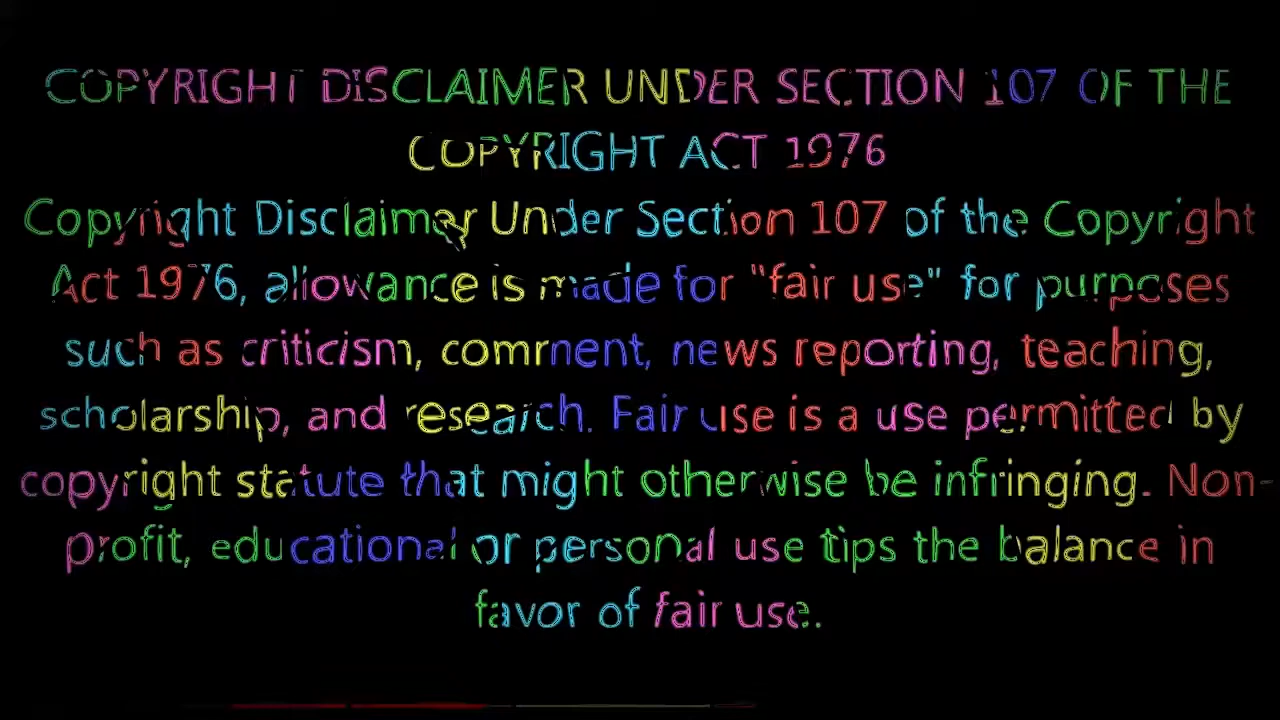 COPYRIGHT DISCLAIMER UNDER SECTION 107 OF THE
COPYRIGHT ACT 1976
Copyright Disclaimer Under Section 107 of the Copyright
Act 1976, allowance is made for "fair use" for purposes
such as criticism, comment, news reporting, teaching,
scholarship, and research. Fair use is a use permitted by
copyright statute that might otherwise be infringing. Non-
profit, educational or personal use tips the balance in
favor of fair use.